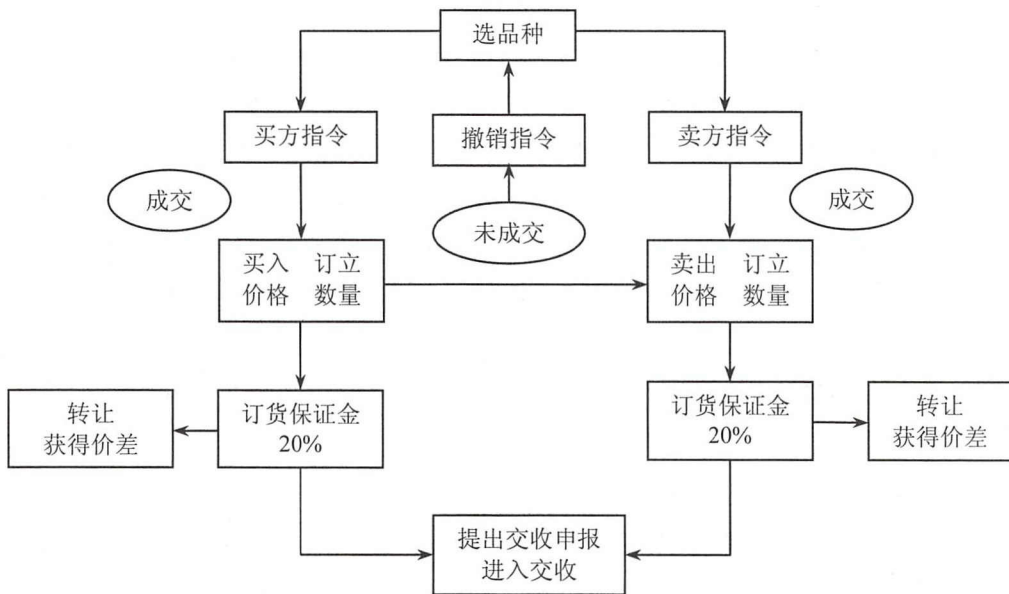 选品种
买方指令
撤销指令
卖方指令
成交
未成交
成交
买入 订立
价格 数量
卖出 订立
价格 数量
转让
获得价差
订货保证金
20%
订货保证金
20%
转让
获得价差
提出交收申报
进入交收